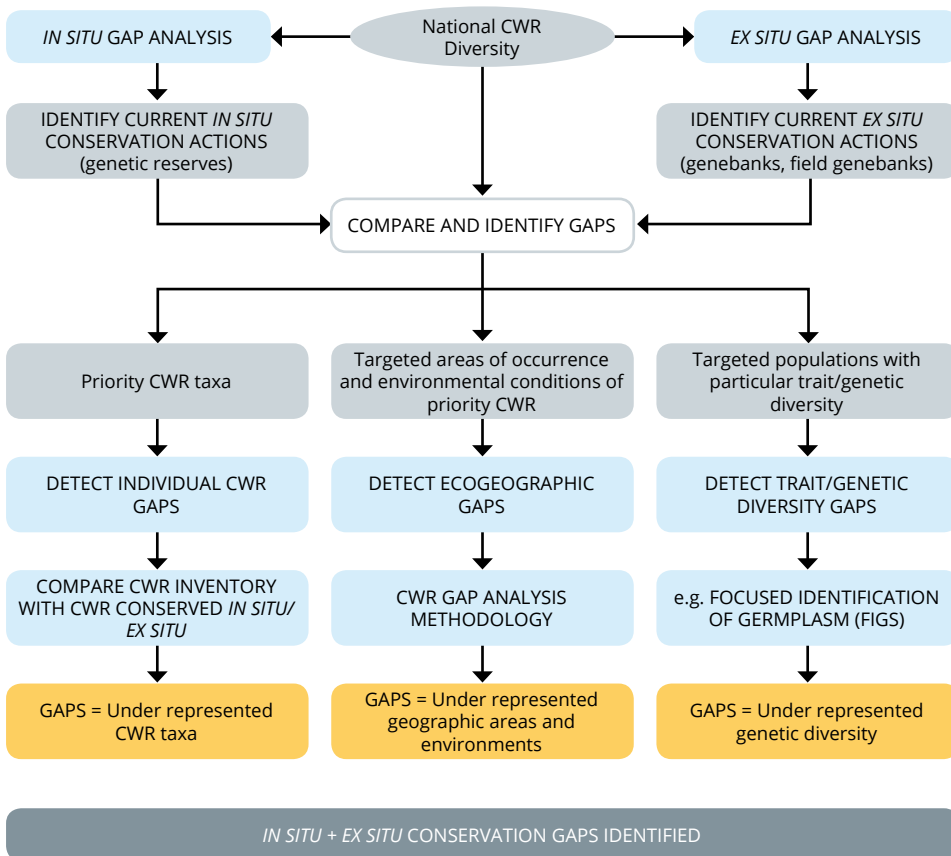 IN SITU GAP ANALYSIS
National CWR
Diversity
EX SITU GAP ANALYSIS
IDENTIFY CURRENT IN SITU
CONSERVATION ACTIONS
(genetic reserves)
IDENTIFY CURRENT EX SITU
CONSERVATION ACTIONS
(genebanks, field genebanks)
COMPARE AND IDENTIFY GAPS
Priority CWR taxa
Targeted areas of occurrence
and environmental conditions of
priority CWR
Targeted populations with
particular trait/genetic
diversity
DETECT INDIVIDUAL CWR
GAPS
DETECT ECOGEOGRAPHIC
GAPS
DETECT TRAIT/GENETIC
DIVERSITY GAPS
COMPARE CWR INVENTORY
WITH CWR CONSERVED IN SITU/
EX SITU
CWR GAP ANALYSIS
METHODOLOGY
e.g. FOCUSED IDENTIFICATION
OF GERMPLASM (FIGS)
GAPS = Under represented
CWR taxa
GAPS = Under represented
geographic areas and
environments
GAPS = Under represented
genetic diversity
IN SITU + EX SITU CONSERVATION GAPS IDENTIFIED